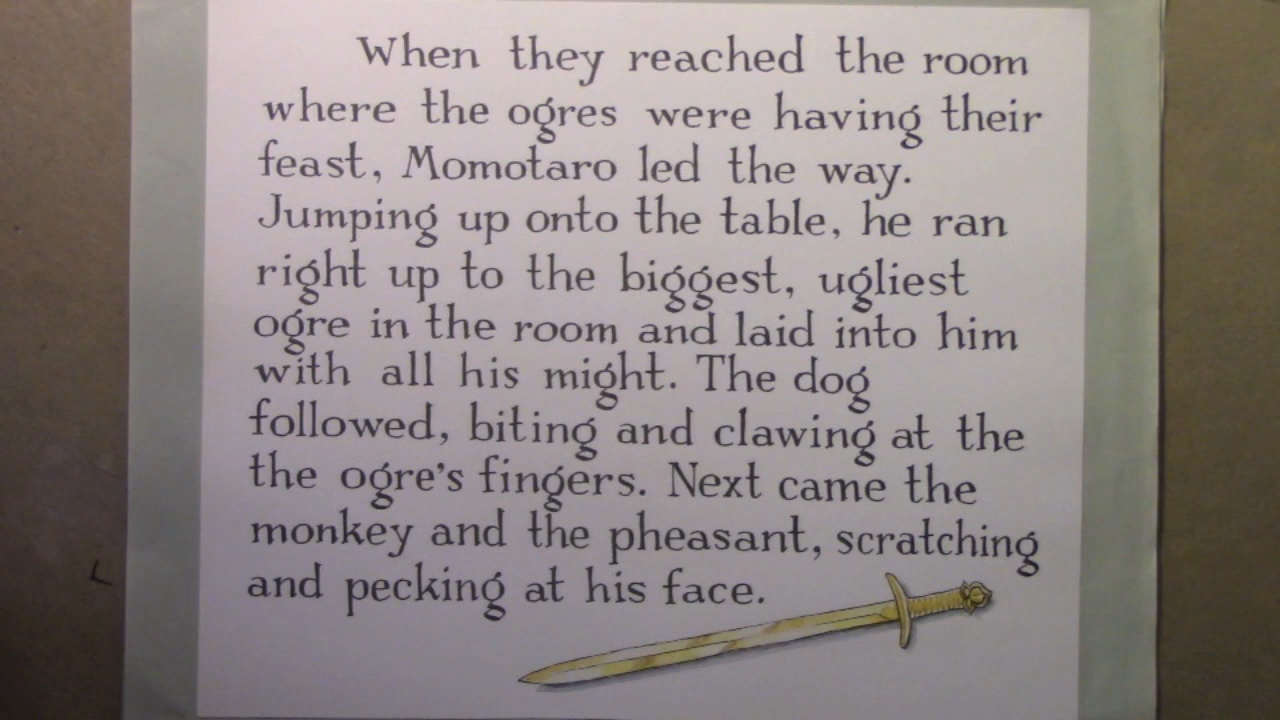 When they reached the room
where the ogres were having their
feast, Momotaro led the way.
Jumping up onto the table, he ran
right up to the biggest, ugliest
ogre in the room and laid into him
with all his might. The dog
followed, biting and clawing at the
the ogre's fingers. Next came the
monkey and the pheasant, scratching
and pecking at his face.